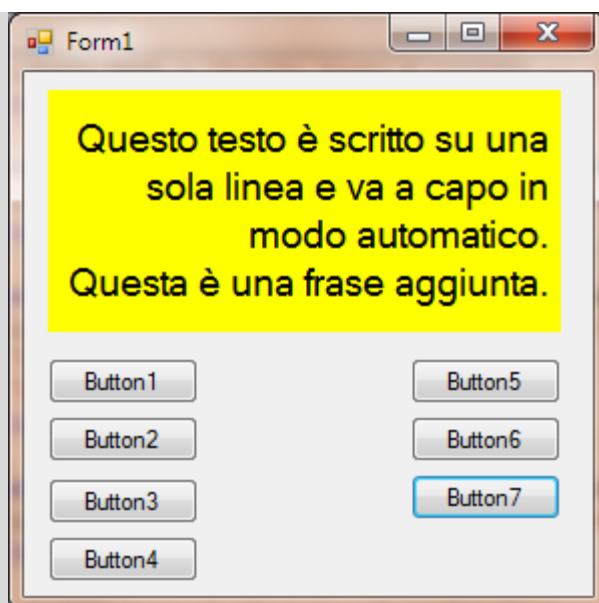 Form1
Questo testo è scritto su una
sola linea e va a capo in
modo automatico.
Questa è una frase aggiunta.
Button1
Button5
Button2
Button6
Button3
Button7
Button4